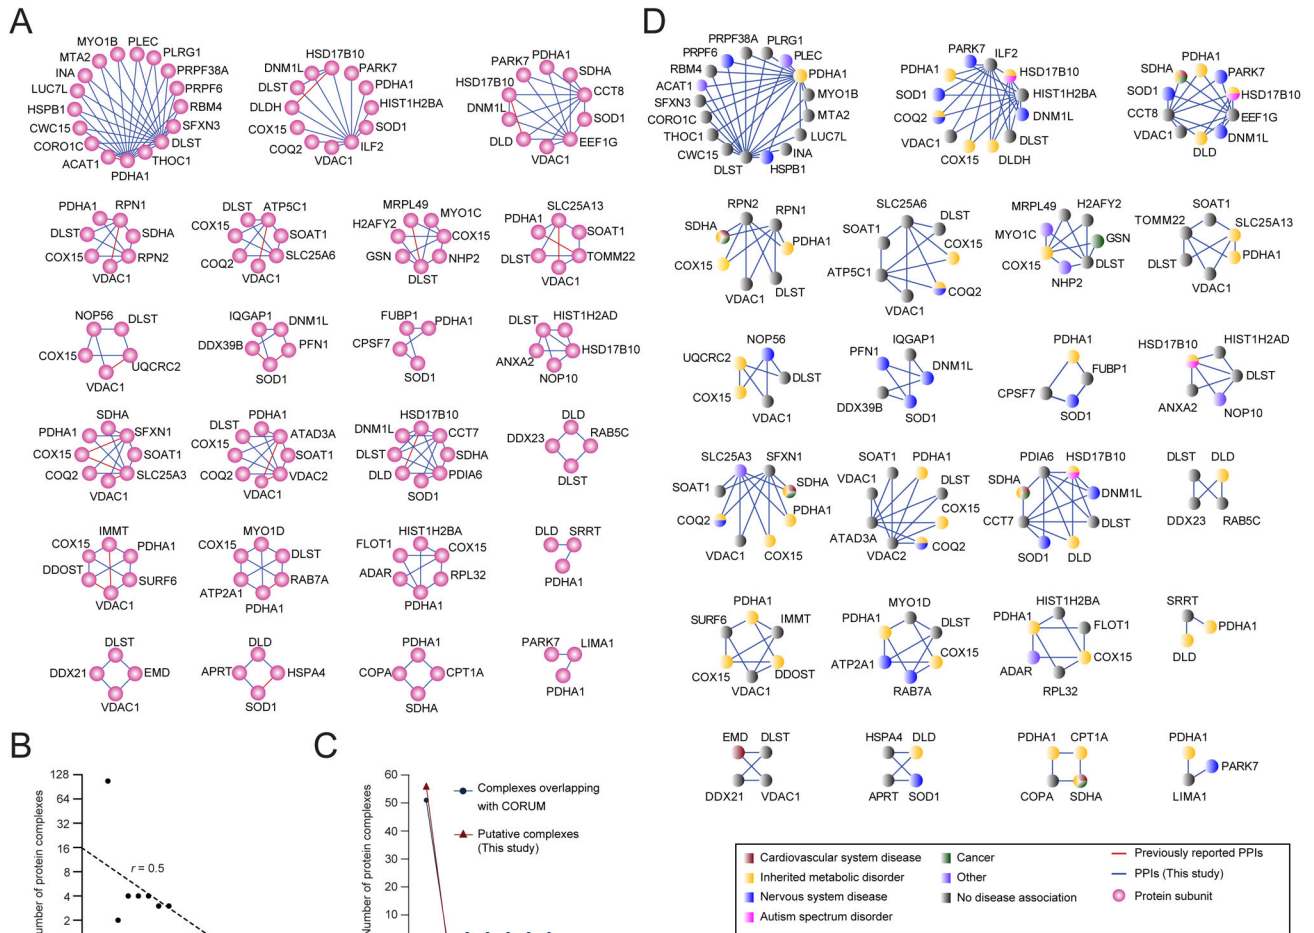 A
MYO1B PLEC
MTA2 PLRG1
INA PRPF38A
LUC7L PRPF6
HSPB1 RBM4
CWC15 SFXN3
CORO1C DLST
ACAT1 THOC1
PDHA1
HSD17B10
DNM1L PARK7
DLST PDHA1
DLDH HIST1H2BA
COX15 SOD1
COQ2 ILF2
VDAC1
PDHA1
PARK7 SDHA
HSD17B10 CCT8
DNM1L SOD1
DLD EEF1G
VDAC1
PDHA1 RPN1
DLST SDHA
COX15 RPN2
VDAC1
DLST ATP5C1
COX15 SOAT1
COQ2 SLC25A6
VDAC1
MRPL49 MYO1C
H2AFY2 COX15
GSN NHP2
DLST
SLC25A13
PDHA1 SOAT1
DLST TOMM22
VDAC1
NOP56 DLST
COX15 UQCRC2
VDAC1
IQGAP1 DNM1L
DDX39B PFN1
SOD1
FUBP1 PDHA1
CPSF7
SOD1
DLST HIST1H2AD
HSD17B10
ANXA2 NOP10
SDHA
PDHA1 SFXN1
COX15 SOAT1
COQ2 SLC25A3
VDAC1
PDHA1
DLST ATAD3A
COX15 SOAT1
COQ2 VDAC2
VDAC1
HSD17B10
DNM1L CCT7
DLST SDHA
DLD PDIA6
SOD1
DLD
DDX23 RAB5C
DLST
IMMT
COX15 PDHA1
DDOST SURF6
VDAC1
MYO1D
COX15 DLST
ATP2A1 RAB7A
PDHA1
HIST1H2BA
FLOT1 COX15
ADAR RPL32
PDHA1
DLD SRRT
PDHA1
DLST
DDX21 EMD
VDAC1
DLD
APRT HSPA4
SOD1
PDHA1
COPA CPT1A
SDHA
PARK7 LIMA1
PDHA1
B
Number of protein complexes
128
64
32
16
8
4
2
r = 0.5
C
Number of protein complexes
60
50
40
30
20
10
Complexes overlapping
with CORUM
Putative complexes
(This study)
D
PRPF38A PLRG1
PRPF6 PLEC
RBM4 PDHA1
ACAT1 MYO1B
SFXN3 MTA2
CORO1C LUC7L
THOC1 INA
CWC15 HSPB1
DLST
PARK7 ILF2
PDHA1 HSD17B10
SOD1 HIST1H2BA
COQ2 DNM1L
VDAC1 DLST
COX15 DLDH
PDHA1
SDHA PARK7
SOD1 HSD17B10
CCT8 EEF1G
VDAC1 DNM1L
DLD
RPN2 RPN1
SDHA PDHA1
COX15 DLST
VDAC1
SLC25A6
SOAT1 DLST
COX15
ATP5C1 COQ2
VDAC1
MRPL49 H2AFY2
MYO1C GSN
COX15 DLST
NHP2
SOAT1
TOMM22 SLC25A13
DLST PDHA1
VDAC1
NOP56
UQCRC2 DLST
COX15 VDAC1
IQGAP1
PFN1 DNM1L
DDX39B SOD1
PDHA1
FUBP1
CPSF7 SOD1
HSD17B10 HIST1H2AD
DLST
ANXA2 NOP10
SLC25A3 SFXN1
SOAT1 SDHA
COQ2 PDHA1
VDAC1 COX15
SOAT1 PDHA1
VDAC1 DLST
COX15
ATAD3A COQ2
VDAC2
PDIA6 HSD17B10
SDHA DNM1L
CCT7 DLST
SOD1 DLD
DLST DLD
DDX23 RAB5C
PDHA1
SURF6 IMMT
COX15 DDOST
VDAC1
MYO1D
PDHA1 DLST
ATP2A1 COX15
RAB7A
HIST1H2BA
PDHA1 FLOT1
ADAR COX15
RPL32
SRRT
PDHA1
DLD
EMD DLST
DDX21 VDAC1
HSPA4 DLD
APRT SOD1
PDHA1 CPT1A
COPA SDHA
PDHA1
PARK7
LIMA1
Cardiovascular system disease
Inherited metabolic disorder
Nervous system disease
Autism spectrum disorder
Cancer
Other
No disease association
Previously reported PPIs
PPIs (This study)
Protein subunit